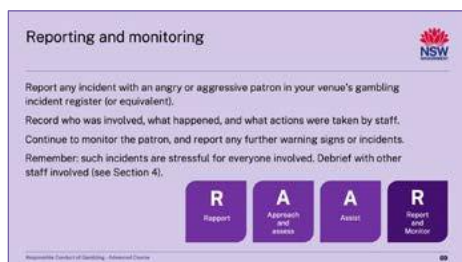 Reporting and monitoring
NSW
GOVERNMENT
Report any incident with an angry or aggressive patron in your venue's gambling
incident register (or equivalent).
Record who was involved, what happened, and what actions were taken by staff.
Continue to monitor the patron, and report any further warning signs or incidents.
Remember: such incidents are stressful for everyone involved. Debrief with other
staff involved (see Section 4).
R
Rapport
A
Approach
and
assess
A
Assist
R
Report
and
Monitor
Responsible Conduct of Gambling - Advanced Course